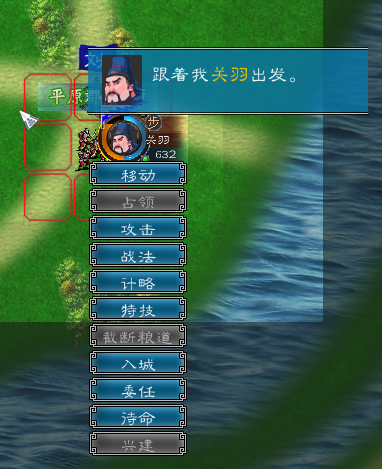 跟着我关羽出发。
平原
步
关羽
632
移动
占领
攻击
战法
计略
特技
截断粮道
入城
委任
待命
兴建